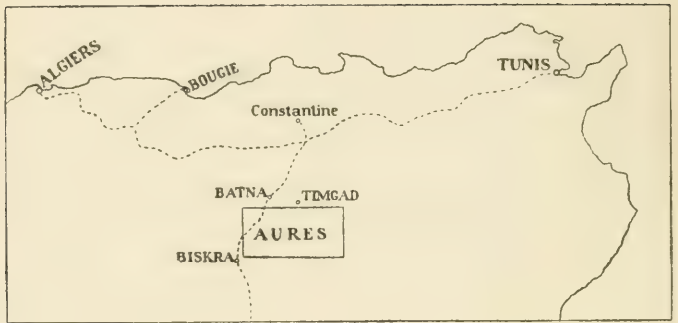 ALGIERS
BOUGIE
TUNIS
Constantine
BATNA
TIMGAD
AURES
BISKRA